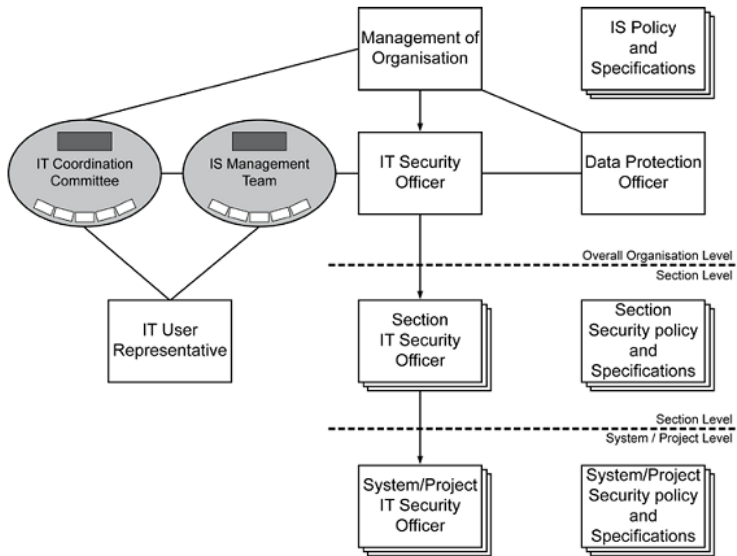 Management of
Organisation
IS Policy
and
Specifications
IT Coordination
Committee
IS Management
Team
IT Security
Officer
Data Protection
Officer
Overall Organisation Level
Section Level
IT User
Representative
Section
IT Security
Officer
Section
Security policy
and
Specifications
Section Level
System / Project Level
System/Project
IT Security
Officer
System/Project
Security policy
and
Specifications